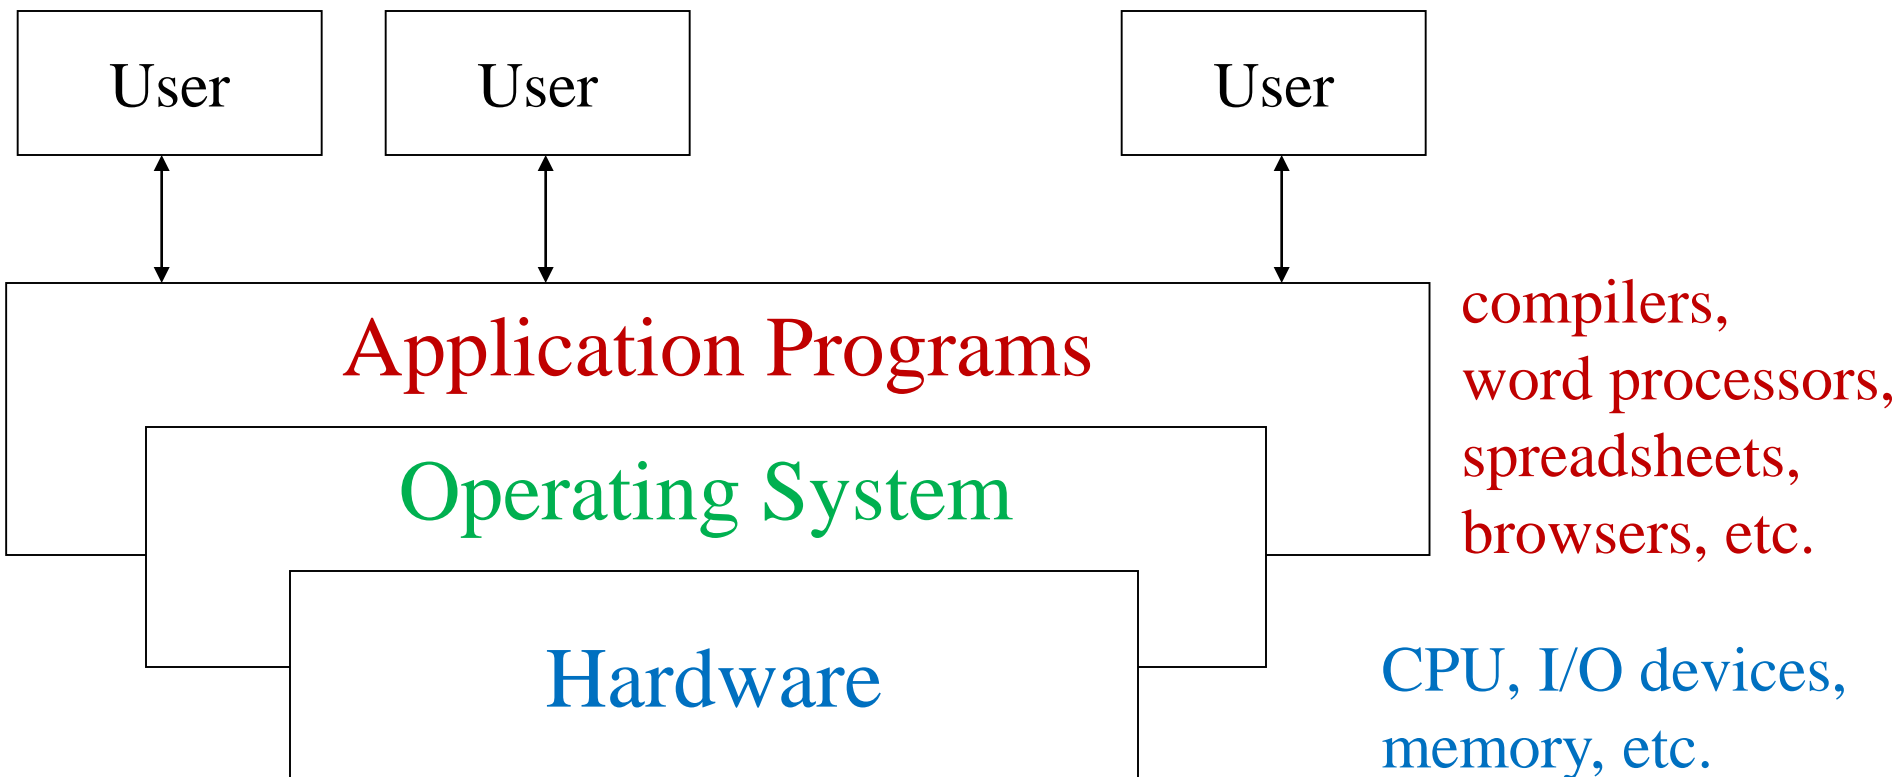 User
User
User
Application Programs
compilers,
word processors,
spreadsheets,
browsers, etc.
Operating System
Hardware
CPU, I/O devices,
memory, etc.